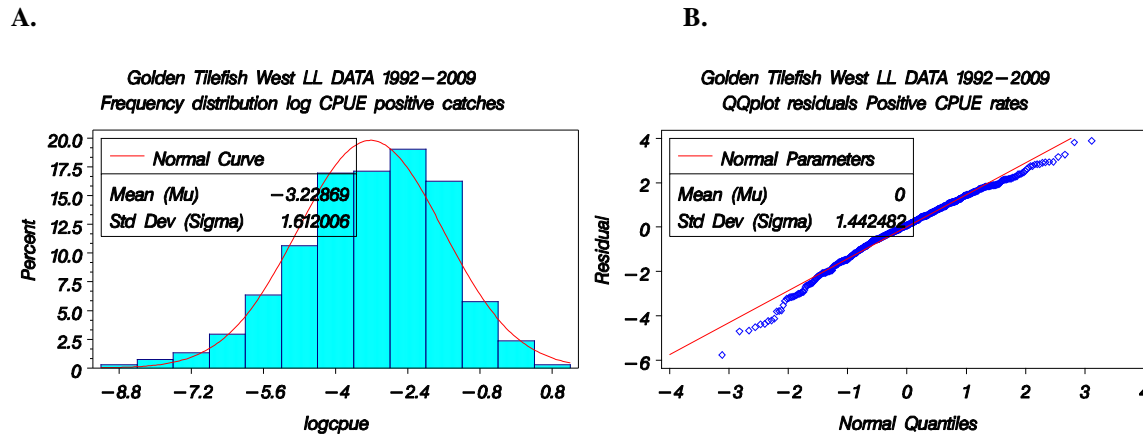 A.
B.
Golden Tilefish West LL DATA 1992−2009
Frequency distribution log CPUE positive catches
Percent
20.0
17.5
15.0
12.5
10.0
7.5
5.0
2.5
0
Normal Curve
Mean (Mu) −3.22869
Std Dev (Sigma) 1.612006
−8.8 −7.2 −5.6 −4 −2.4 −0.8 0.8
logcpue
Golden Tilefish West LL DATA 1992−2009
QQplot residuals Positive CPUE rates
Residual
4
2
0
−2
−4
−6
Normal Parameters
Mean (Mu) 0
Std Dev (Sigma) 1.442482
−4 −3 −2 −1 0 1 2 3 4
Normal Quantiles